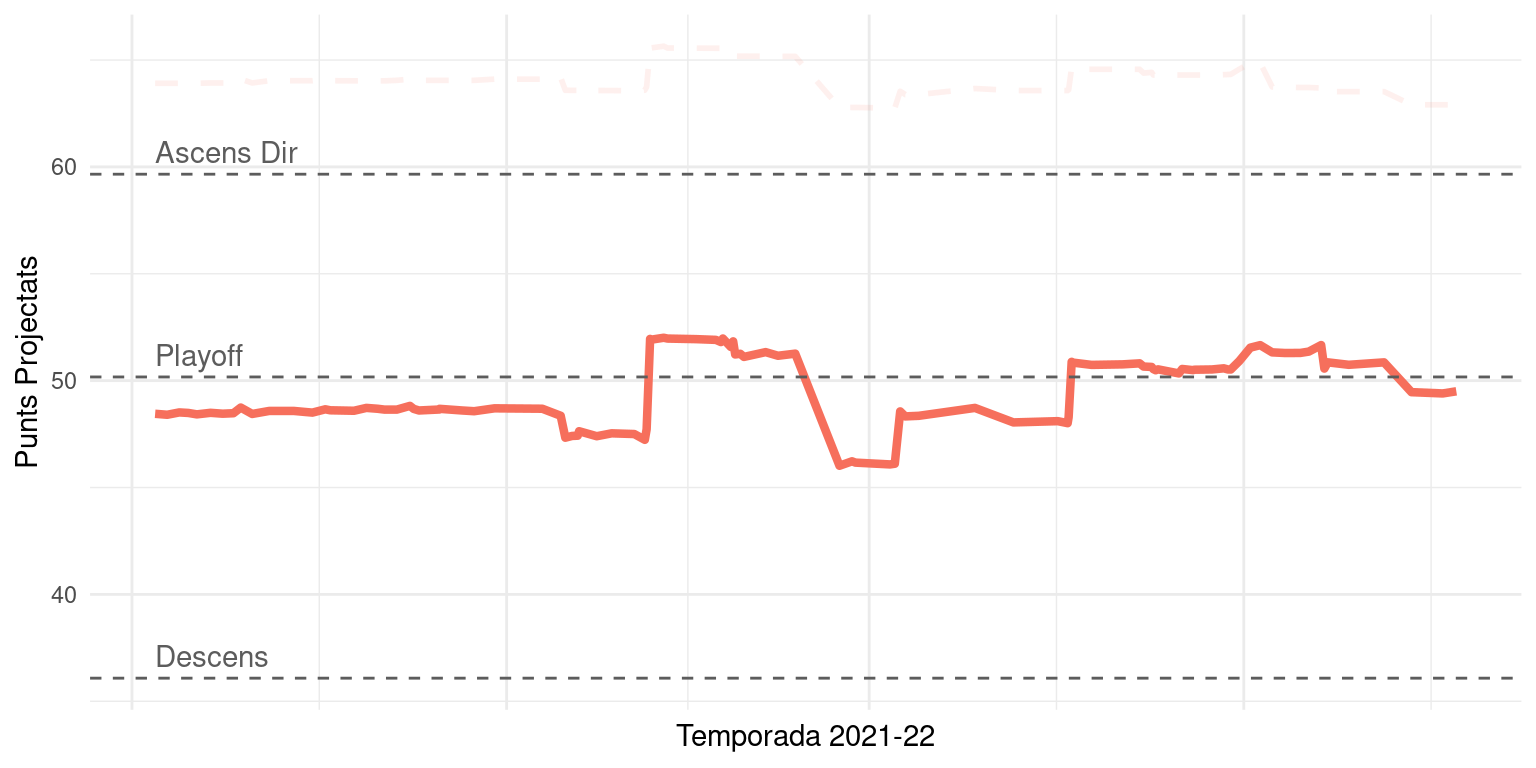 Punts Projectats
60
50
40
Ascens Dir
Playoff
Descens
Temporada 2021-22